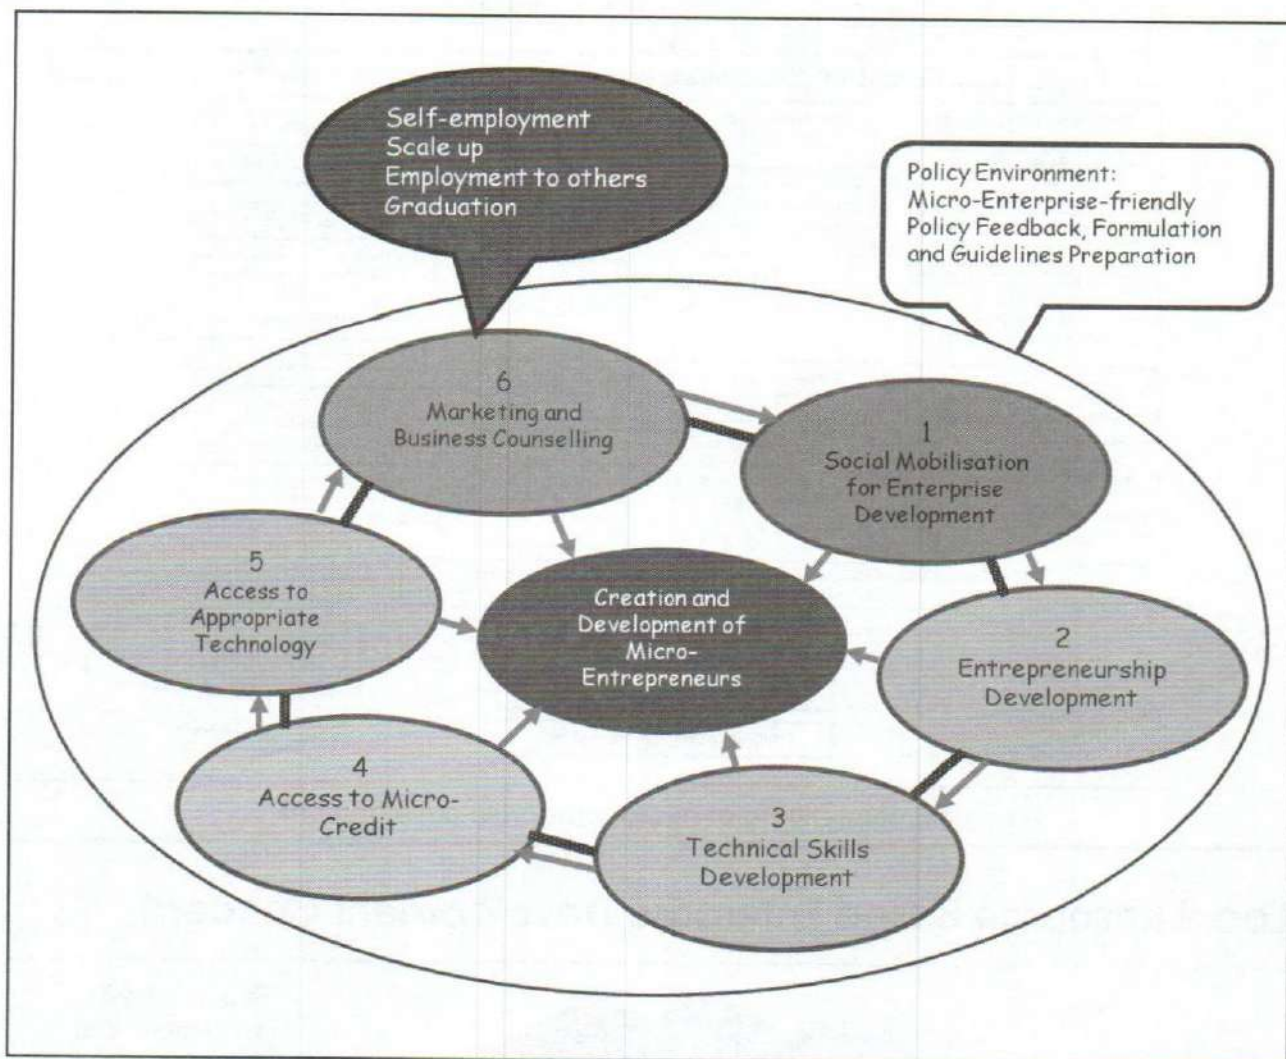 Self-employment
Scale up
Employment to others
Graduation
Policy Environment:
Micro-Enterprise-friendly
Policy Feedback, Formulation
and Guidelines Preparation
6
Marketing and
Business Counselling
1
Social Mobilisation
for Enterprise
Development
5
Access to
Appropriate
Technology
Creation and
Development of
Micro-
Entrepreneurs
2
Entrepreneurship
Development
4
Access to Micro-
Credit
3
Technical Skills
Development